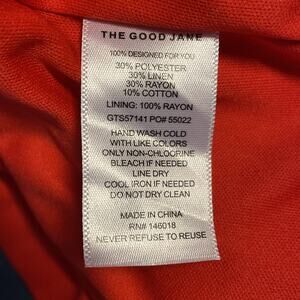 THE GOOD JANE
100% DESIGNED FOR YOU
30% POLYESTER
30% LINEN
30% RAYON
10% COTTON
LINING: 100% RAYON
GTS57141 PO# 55022
HAND WASH COLD
WITH LIKE COLORS
ONLY NON-CHLOORINE
BLEACH IF NEEDED
LINE DRY
COOL IRON IF NEEDED
DO NOT DRY CLEAN
MADE IN CHINA
RN# 146018
NEVER REFUSE TO REUSE